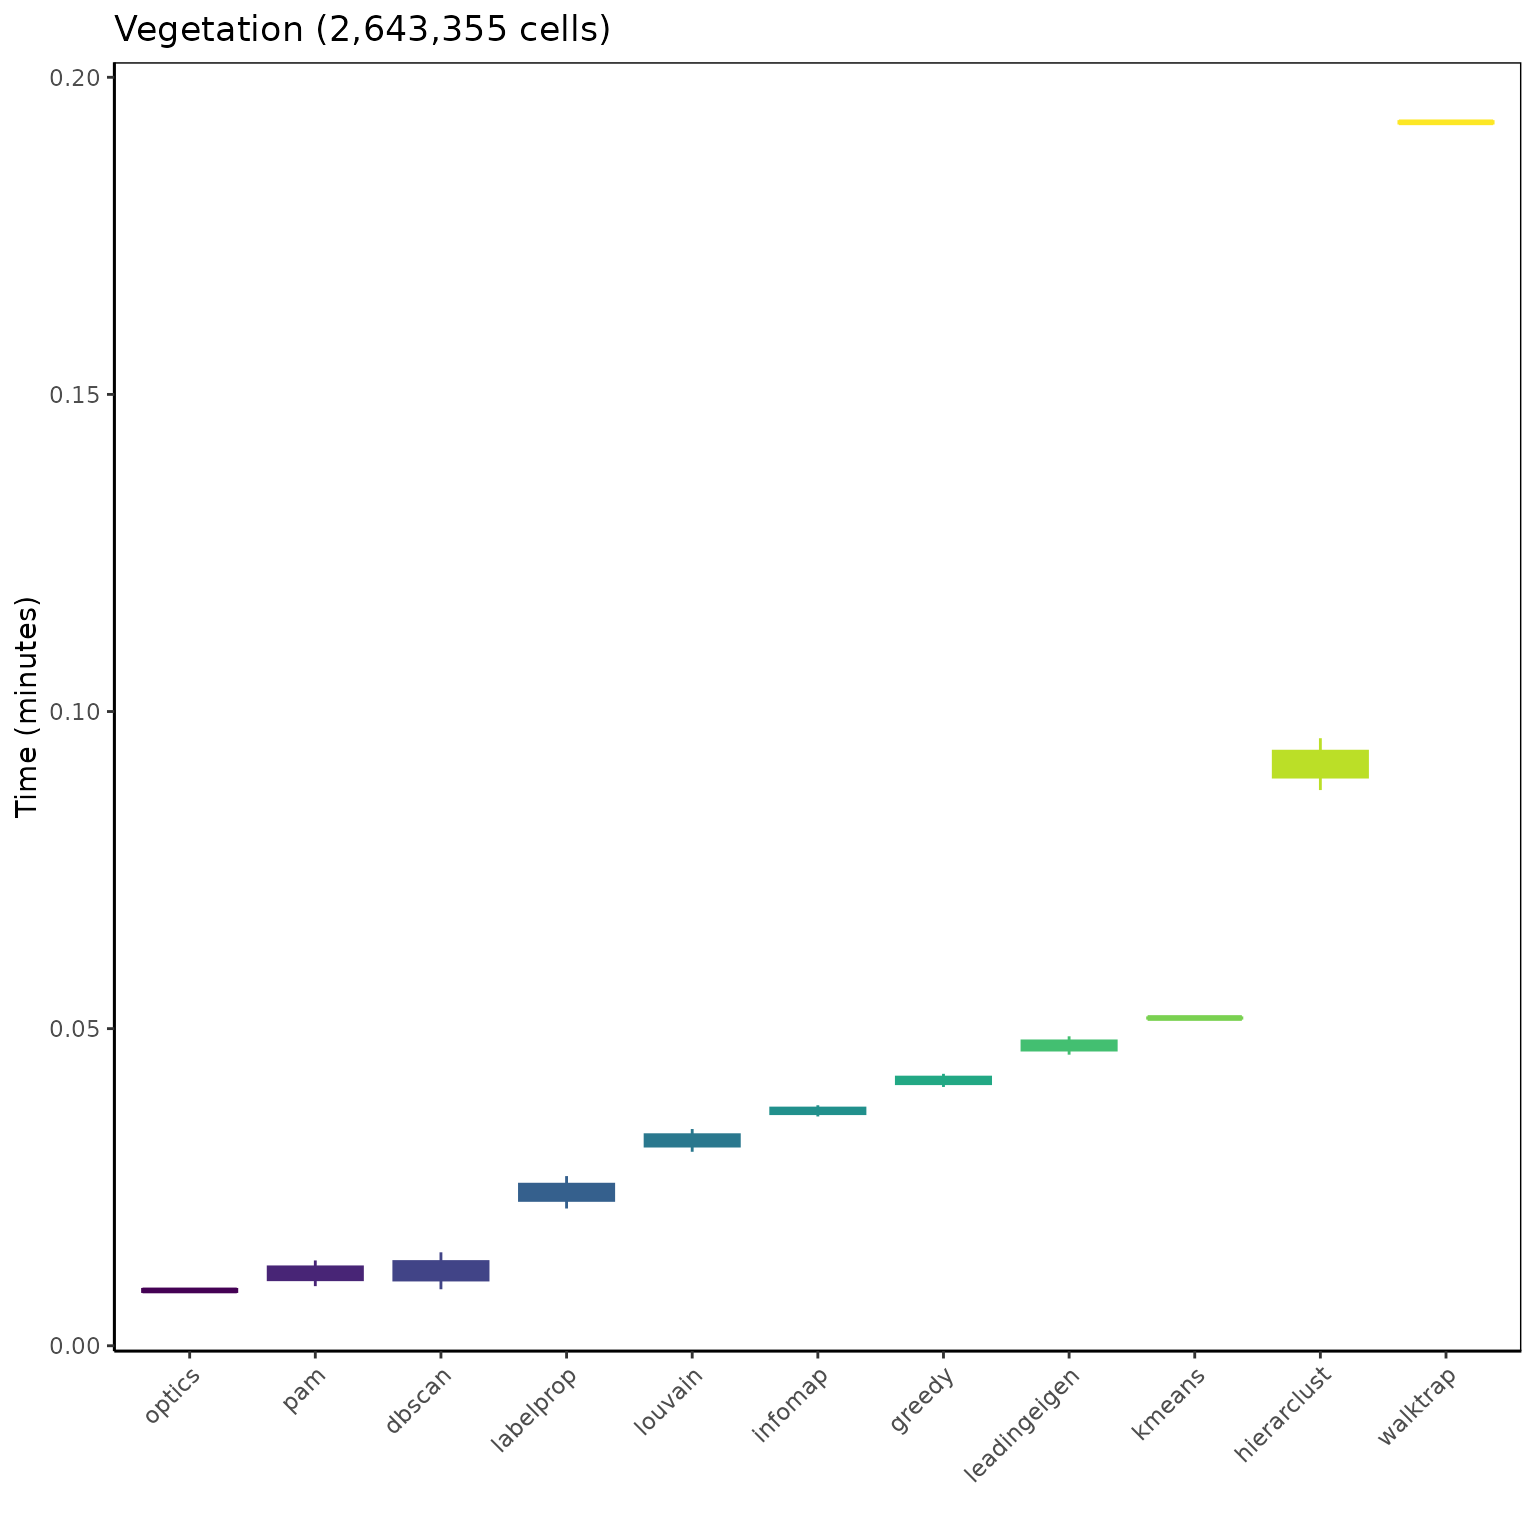 Vegetation (2,643,355 cells)
Time (minutes)
0.20
0.15
0.10
0.05
0.00
optics
pam
dbscan
labelprop
louvain
infomap
greedy
leadingeigen
kmeans
hierarclust
walktrap